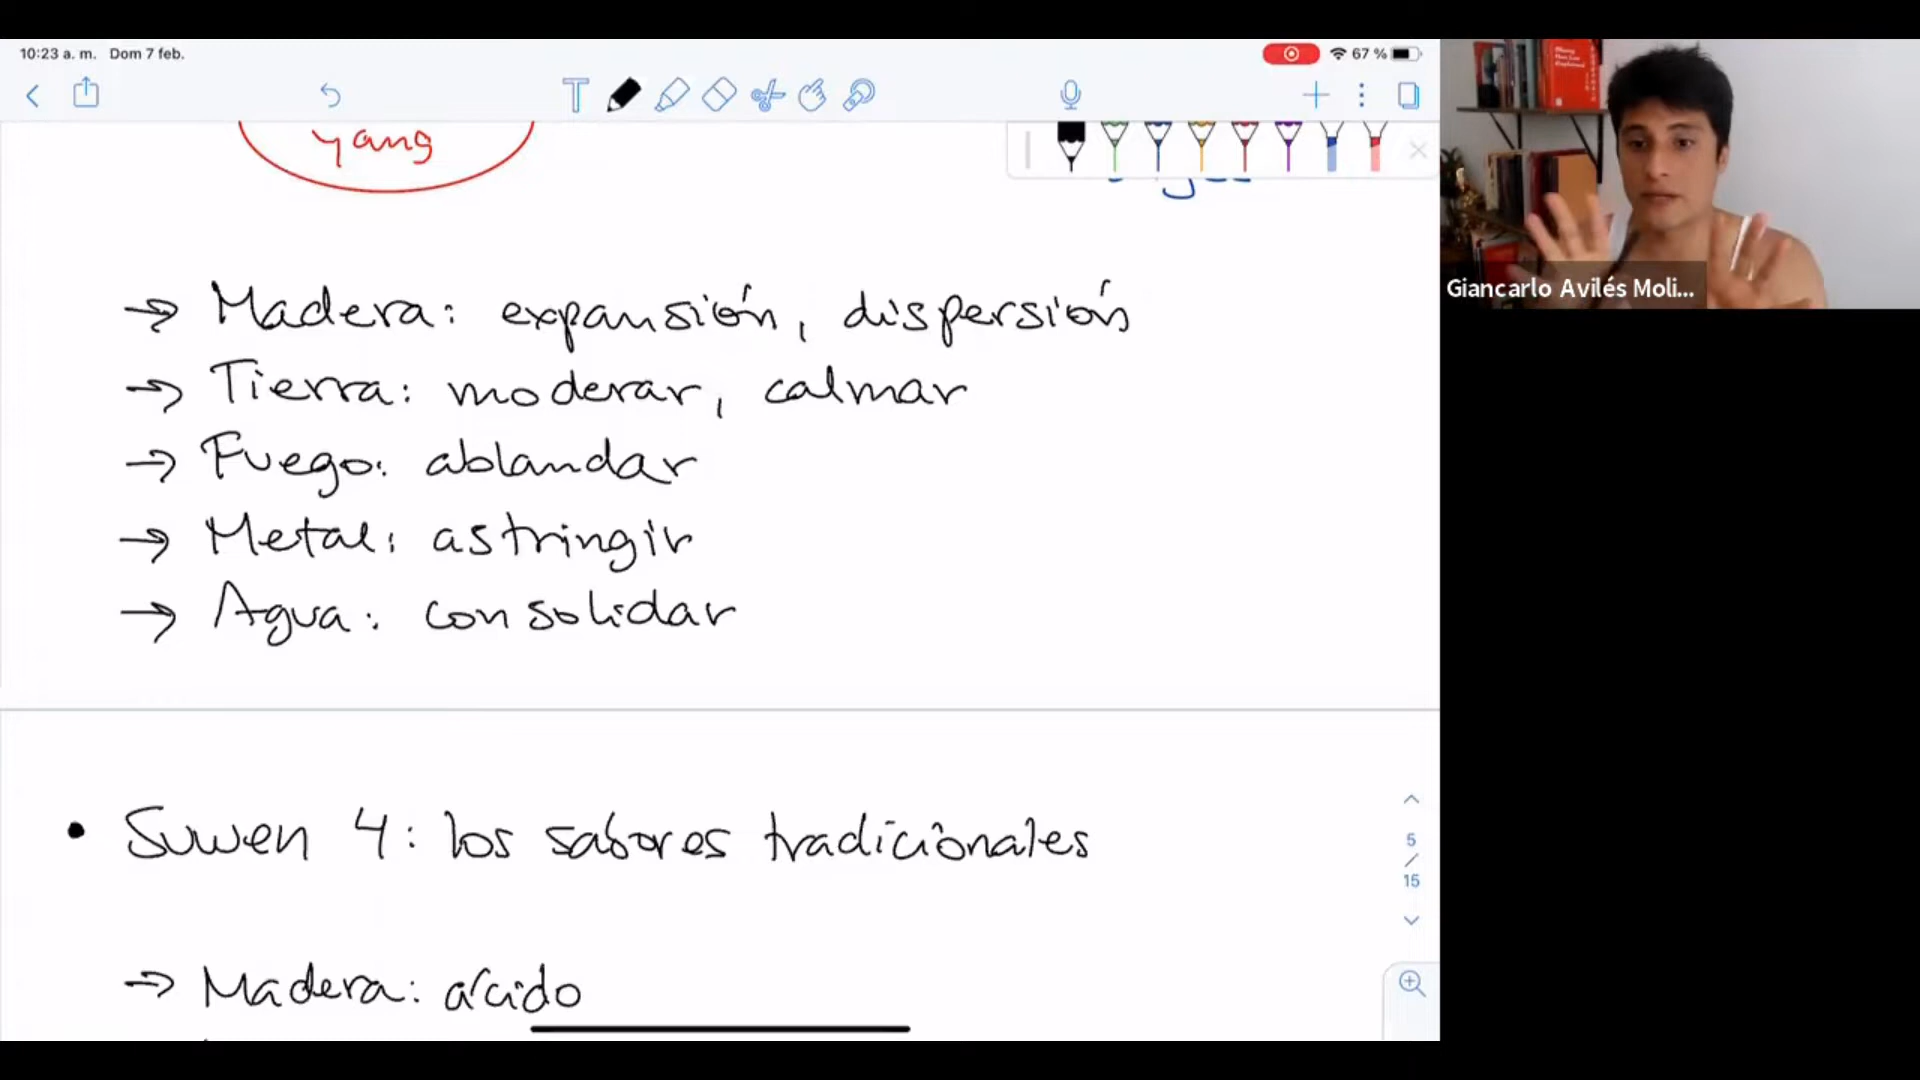 10:23 a. m. Dom 7 feb.
67 %
yang
→ Madera: expansión, dispersión
→ Tierra: moderar, calmar
→ Fuego: ablandar
→ Metal: astringir
→ Agua: consolidar
• Suwen 4: los sabores tradicionales
→ Madera: ácido
5
/
15
Giancarlo Avilés Moli...